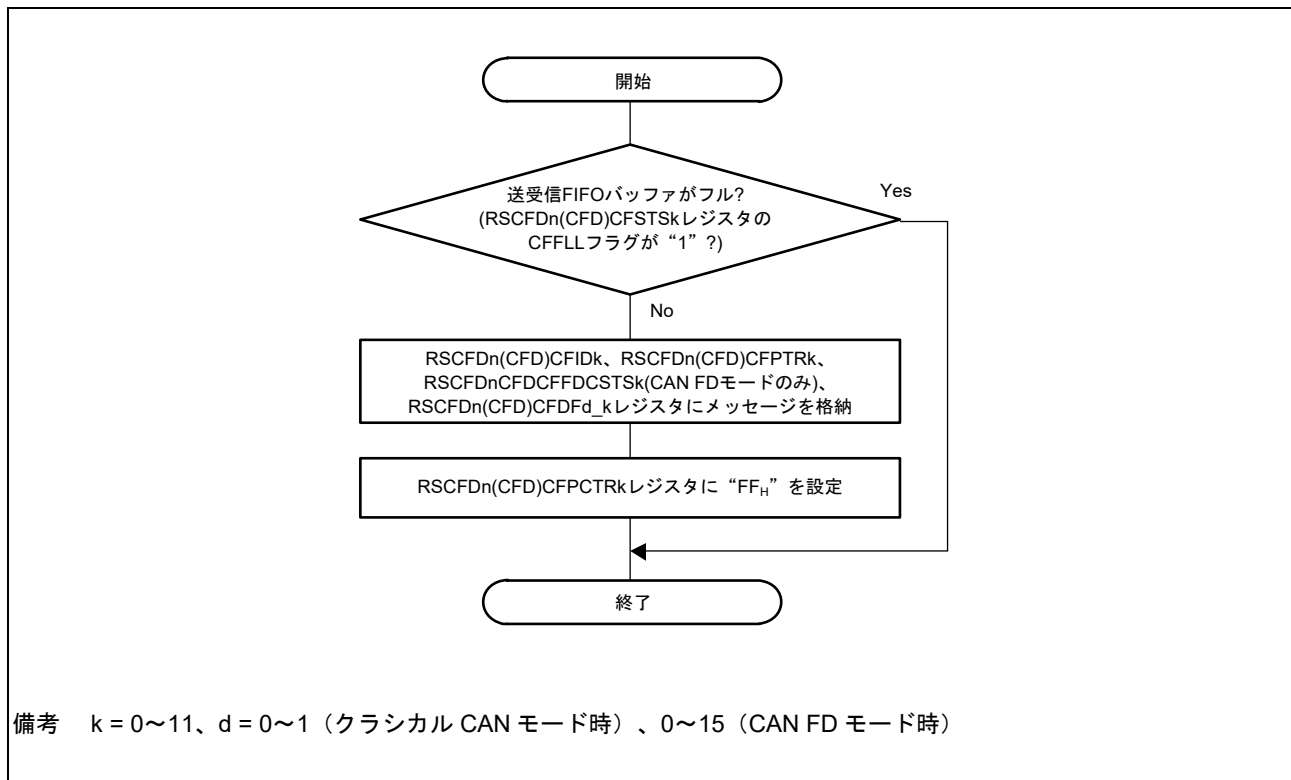 開始
送受信FIFOバッファがフル?
(RSCFDn(CFD)CFSTSkレジスタの
CFFLLフラグが“1”?)
Yes
No
RSCFDn(CFD)CFIDk、RSCFDn(CFD)CFPTRk、
RSCFDnCFDCFFDCSTSk(CAN FDモードのみ)、
RSCFDn(CFD)CFDFd_kレジスタにメッセージを格納
RSCFDn(CFD)CFPCTRkレジスタに“FFH”を設定
終了
備考 k = 0～11、d = 0～1（クラシカル CAN モード時）、0～15（CAN FD モード時）